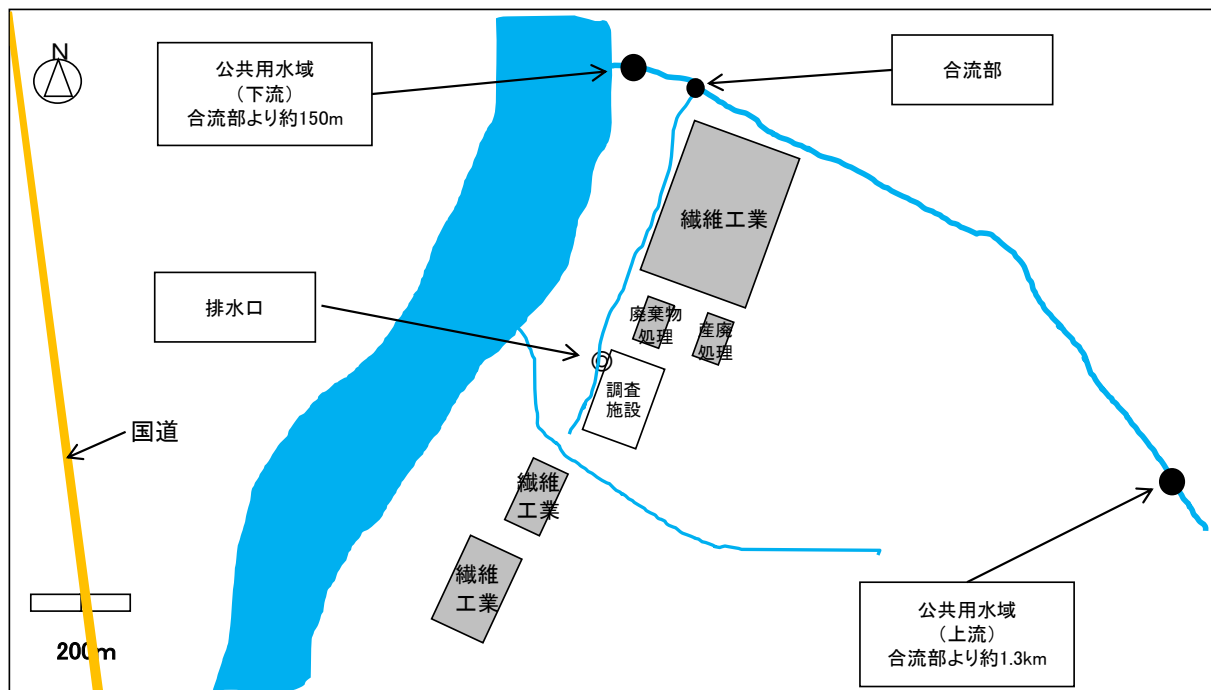 N
公共用水域
(下流)
合流部より約150m
合流部
繊維工業
排水口
廃棄物
処理
産廃
処理
調査
施設
国道
繊維
工業
繊維
工業
公共用水域
(上流)
合流部より約1.3km
200m